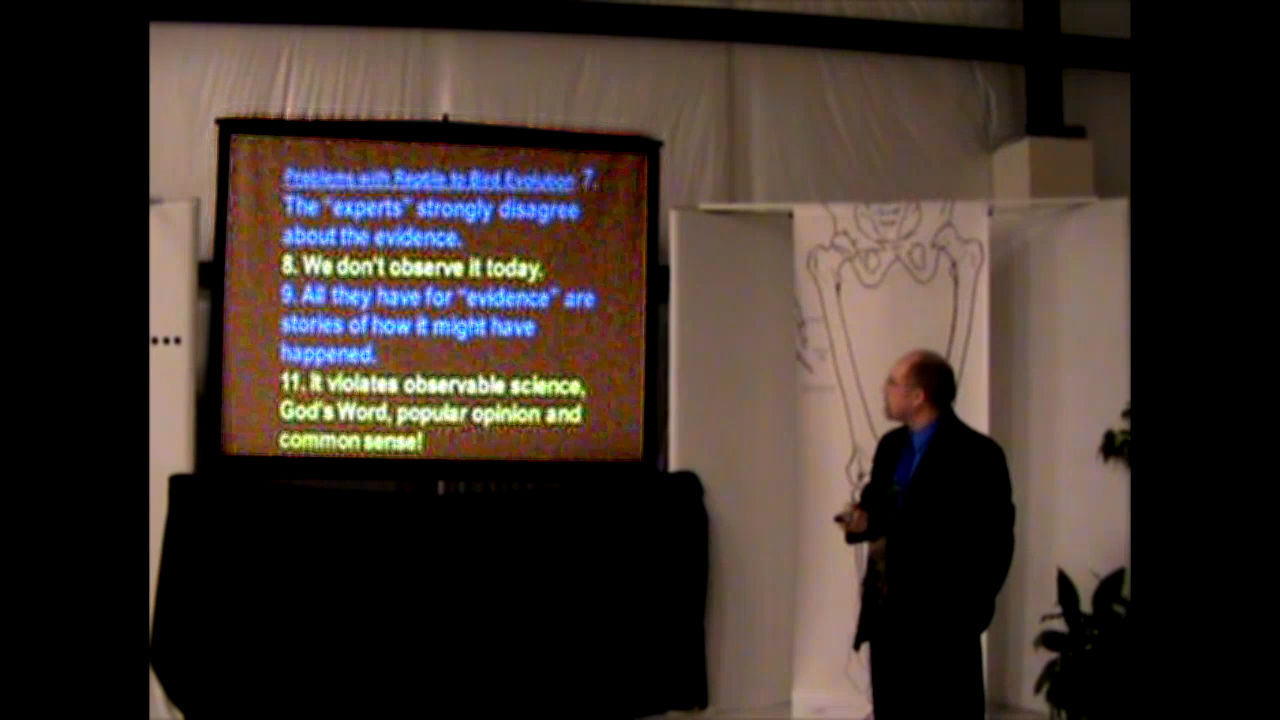 Problems with Reptile to Bird Evolution 7.
The "experts" strongly disagree
about the evidence.
8. We don't observe it today.
9. All they have for "evidence" are
stories of how it might have
happened.
11. It violates observable science,
God's Word, popular opinion and
common sense!